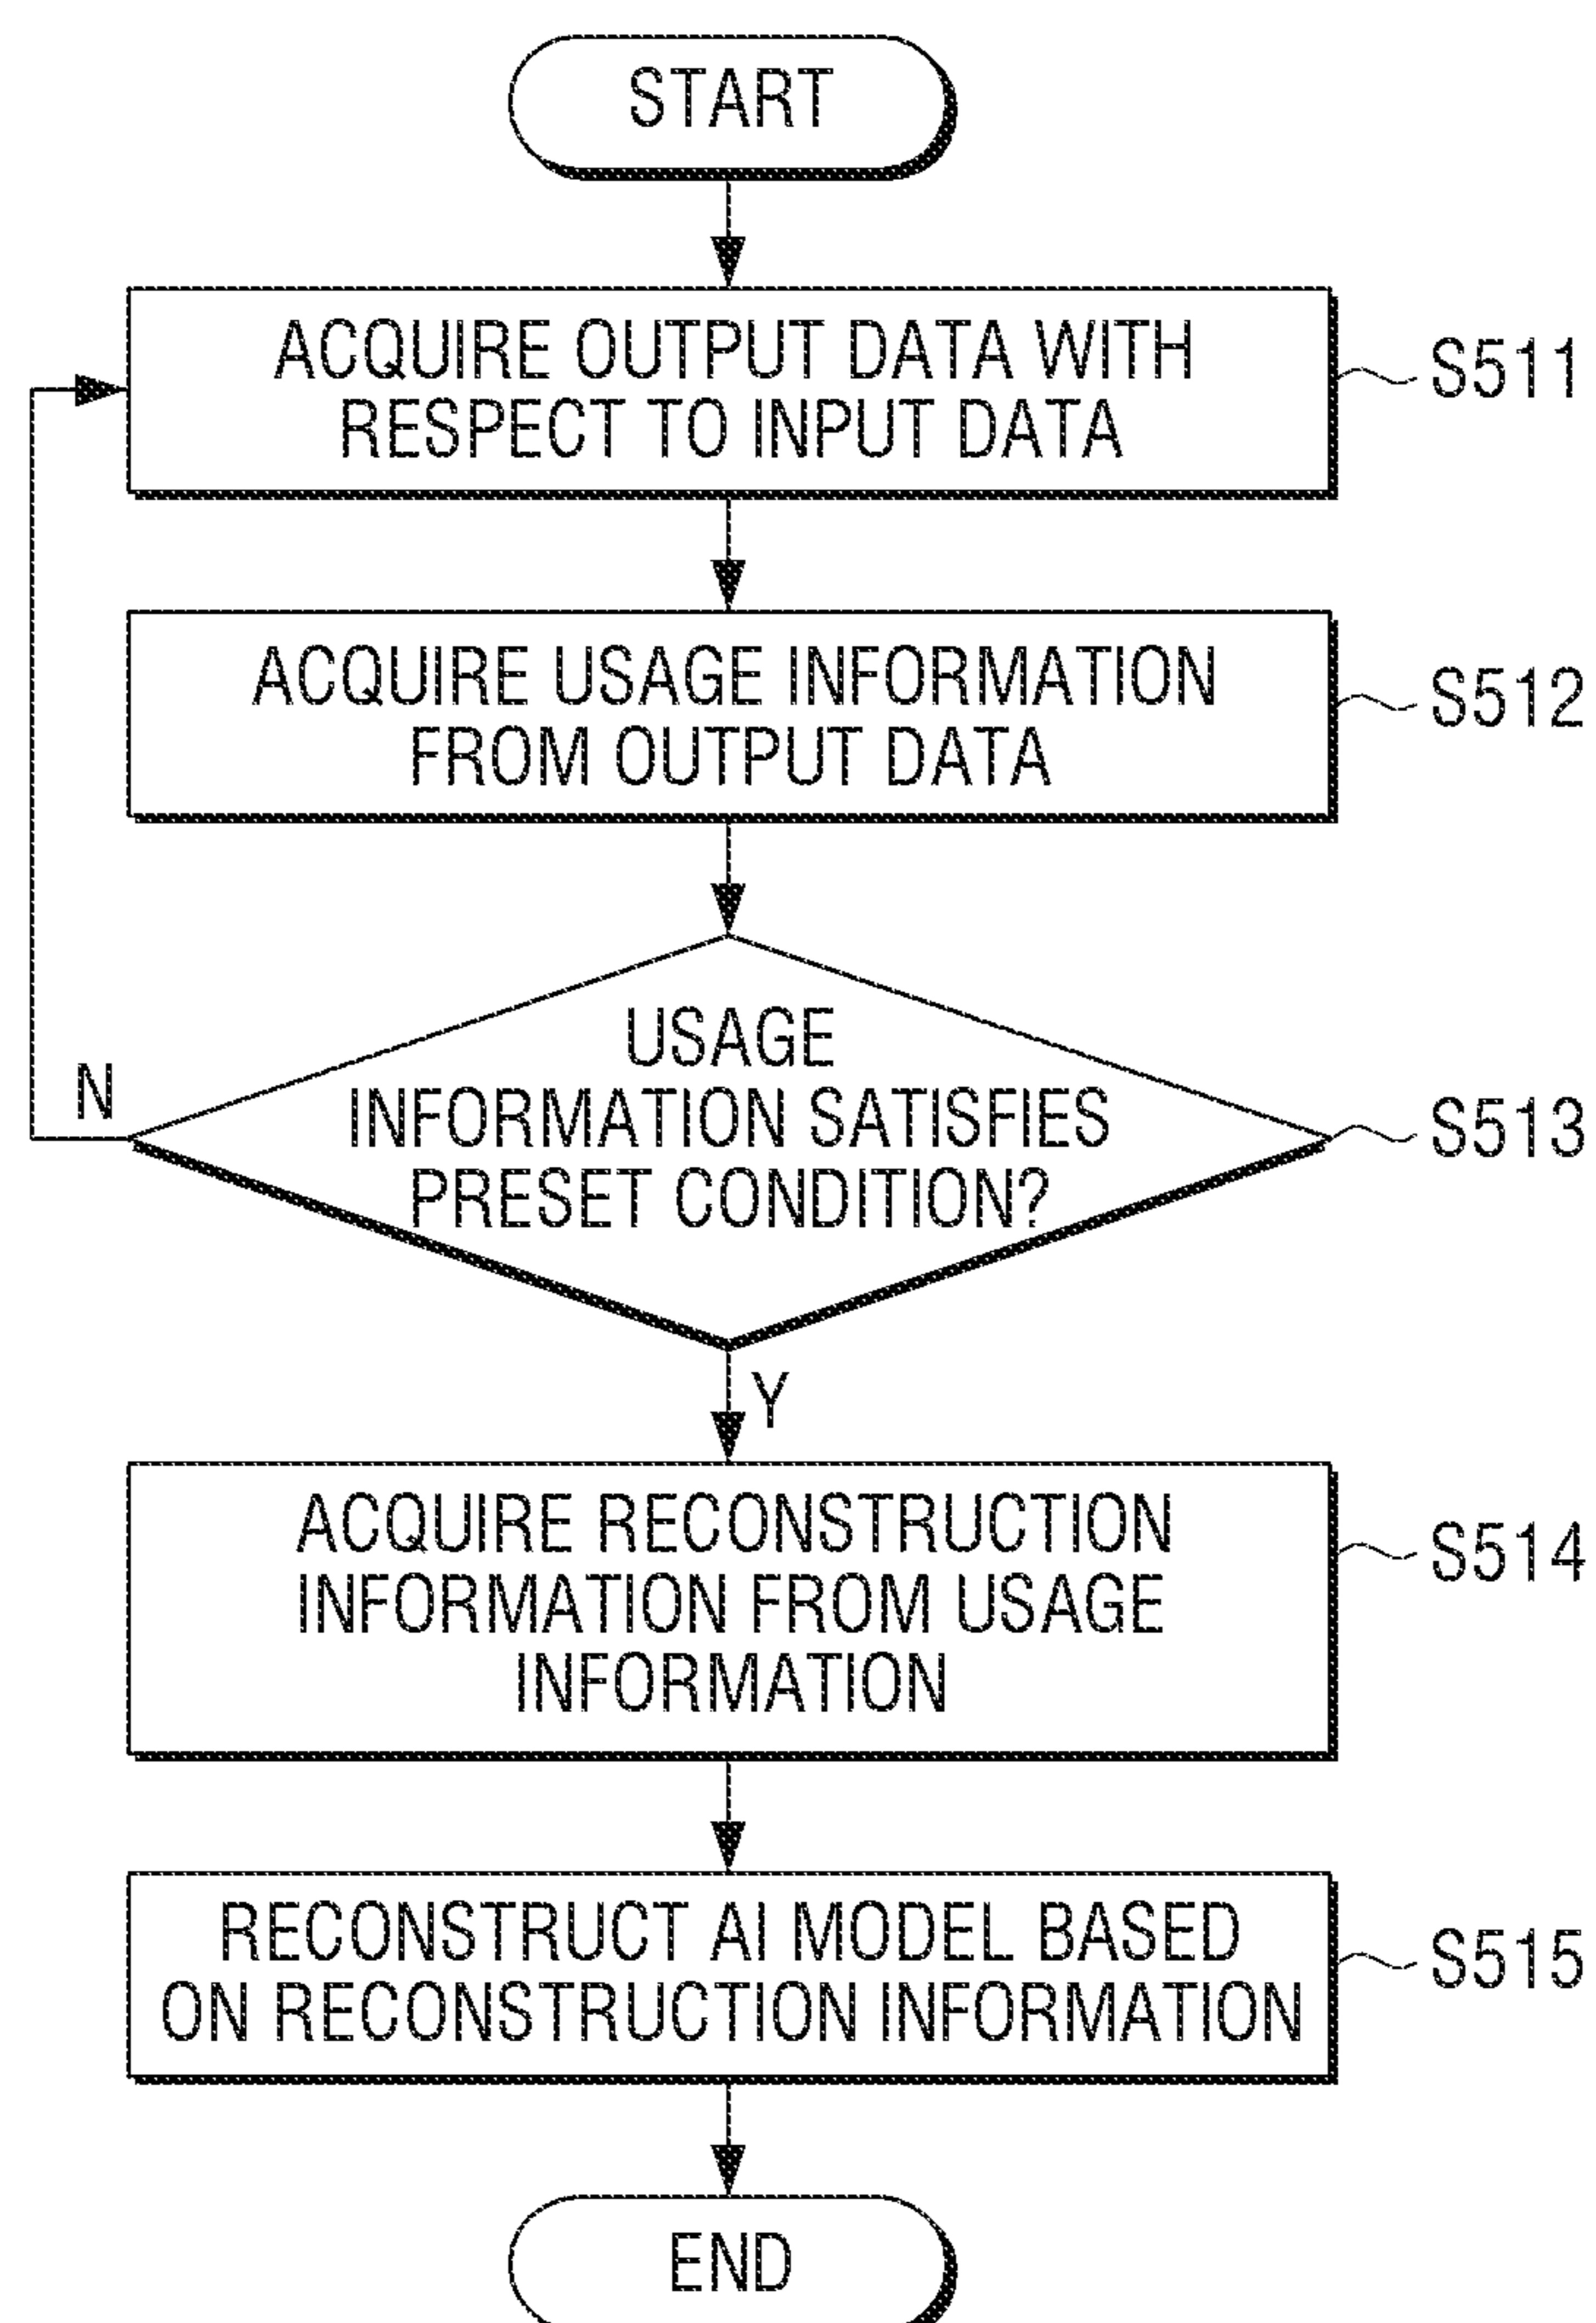 START
ACQUIRE OUTPUT DATA WITH
RESPECT TO INPUT DATA
S511
ACQUIRE USAGE INFORMATION
FROM OUTPUT DATA
S512
USAGE
INFORMATION SATISFIES
PRESET CONDITION?
S513
N
Y
ACQUIRE RECONSTRUCTION
INFORMATION FROM USAGE
INFORMATION
S514
RECONSTRUCT AI MODEL BASED
ON RECONSTRUCTION INFORMATION
S515
END